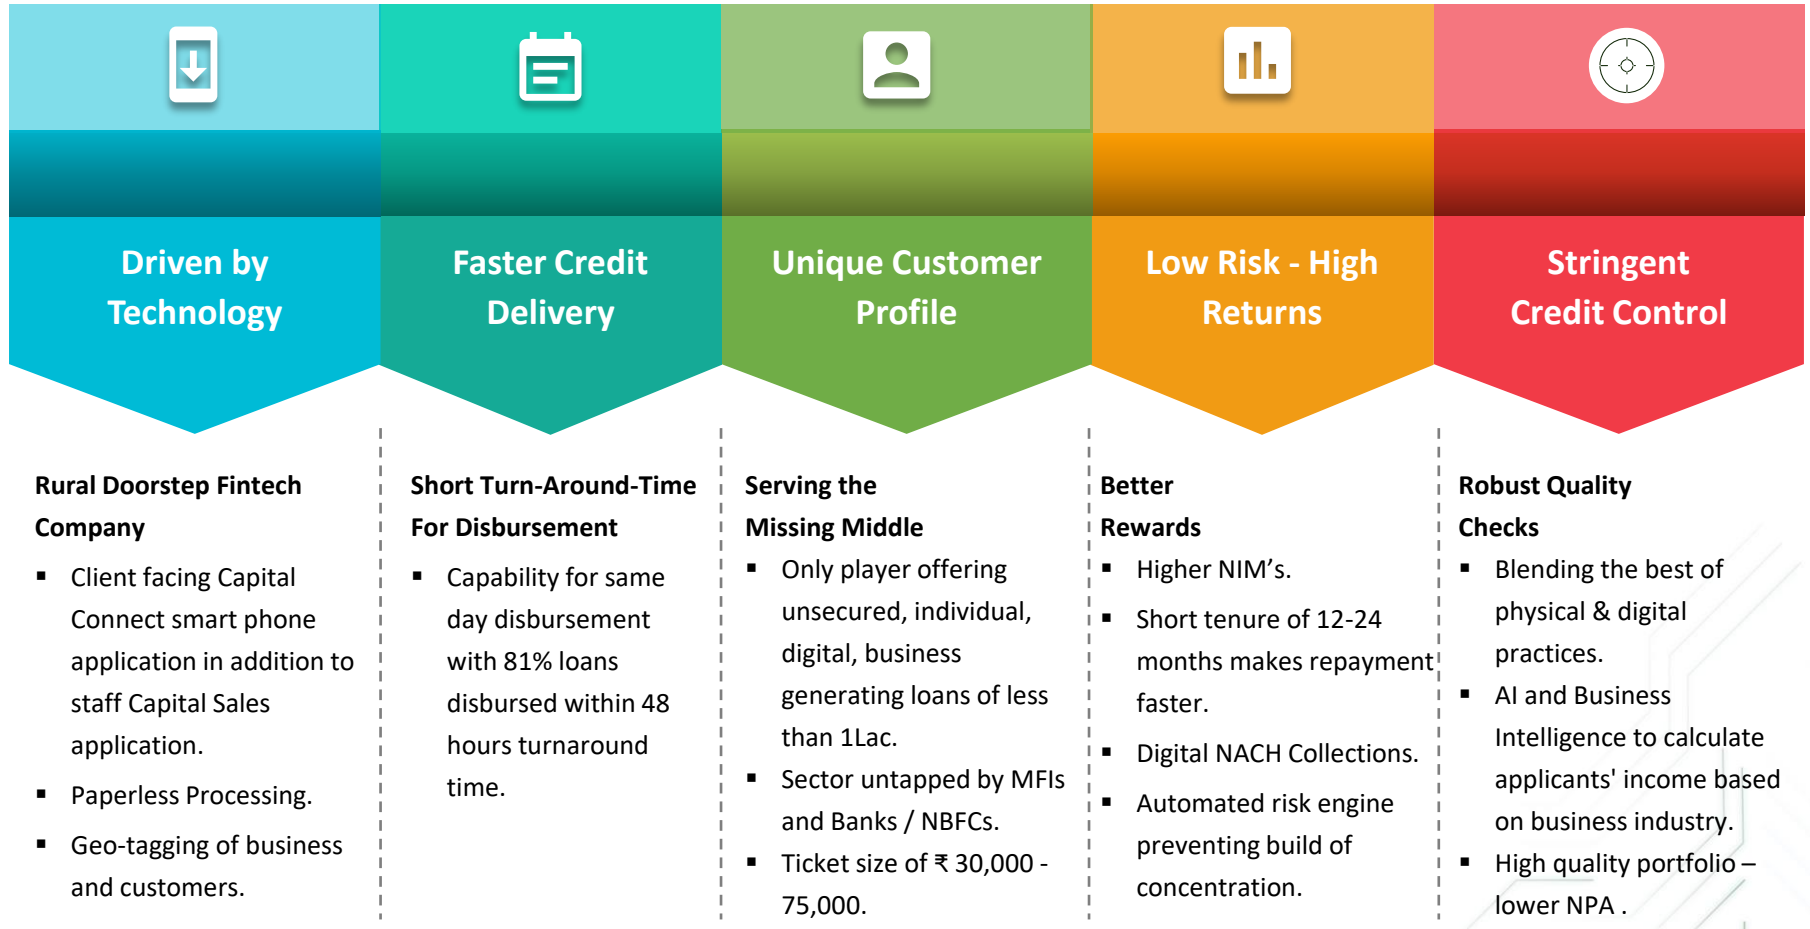 Driven by
Technology
Faster Credit
Delivery
Unique Customer
Profile
Low Risk - High
Returns
Stringent
Credit Control
Rural Doorstep Fintech
Company
▪ Client facing Capital
Connect smart phone
application in addition to
staff Capital Sales
application.
▪ Paperless Processing.
▪ Geo-tagging of business
and customers.
Short Turn-Around-Time
For Disbursement
▪ Capability for same
day disbursement
with 81% loans
disbursed within 48
hours turnaround
time.
Serving the
Missing Middle
▪ Only player offering
unsecured, individual,
digital, business
generating loans of less
than 1Lac.
▪ Sector untapped by MFIs
and Banks / NBFCs.
▪ Ticket size of ₹ 30,000 -
75,000.
Better
Rewards
▪ Higher NIM’s.
▪ Short tenure of 12-24
months makes repayment
faster.
▪ Digital NACH Collections.
▪ Automated risk engine
preventing build of
concentration.
Robust Quality
Checks
▪ Blending the best of
physical & digital
practices.
▪ AI and Business
Intelligence to calculate
applicants' income based
on business industry.
▪ High quality portfolio –
lower NPA .